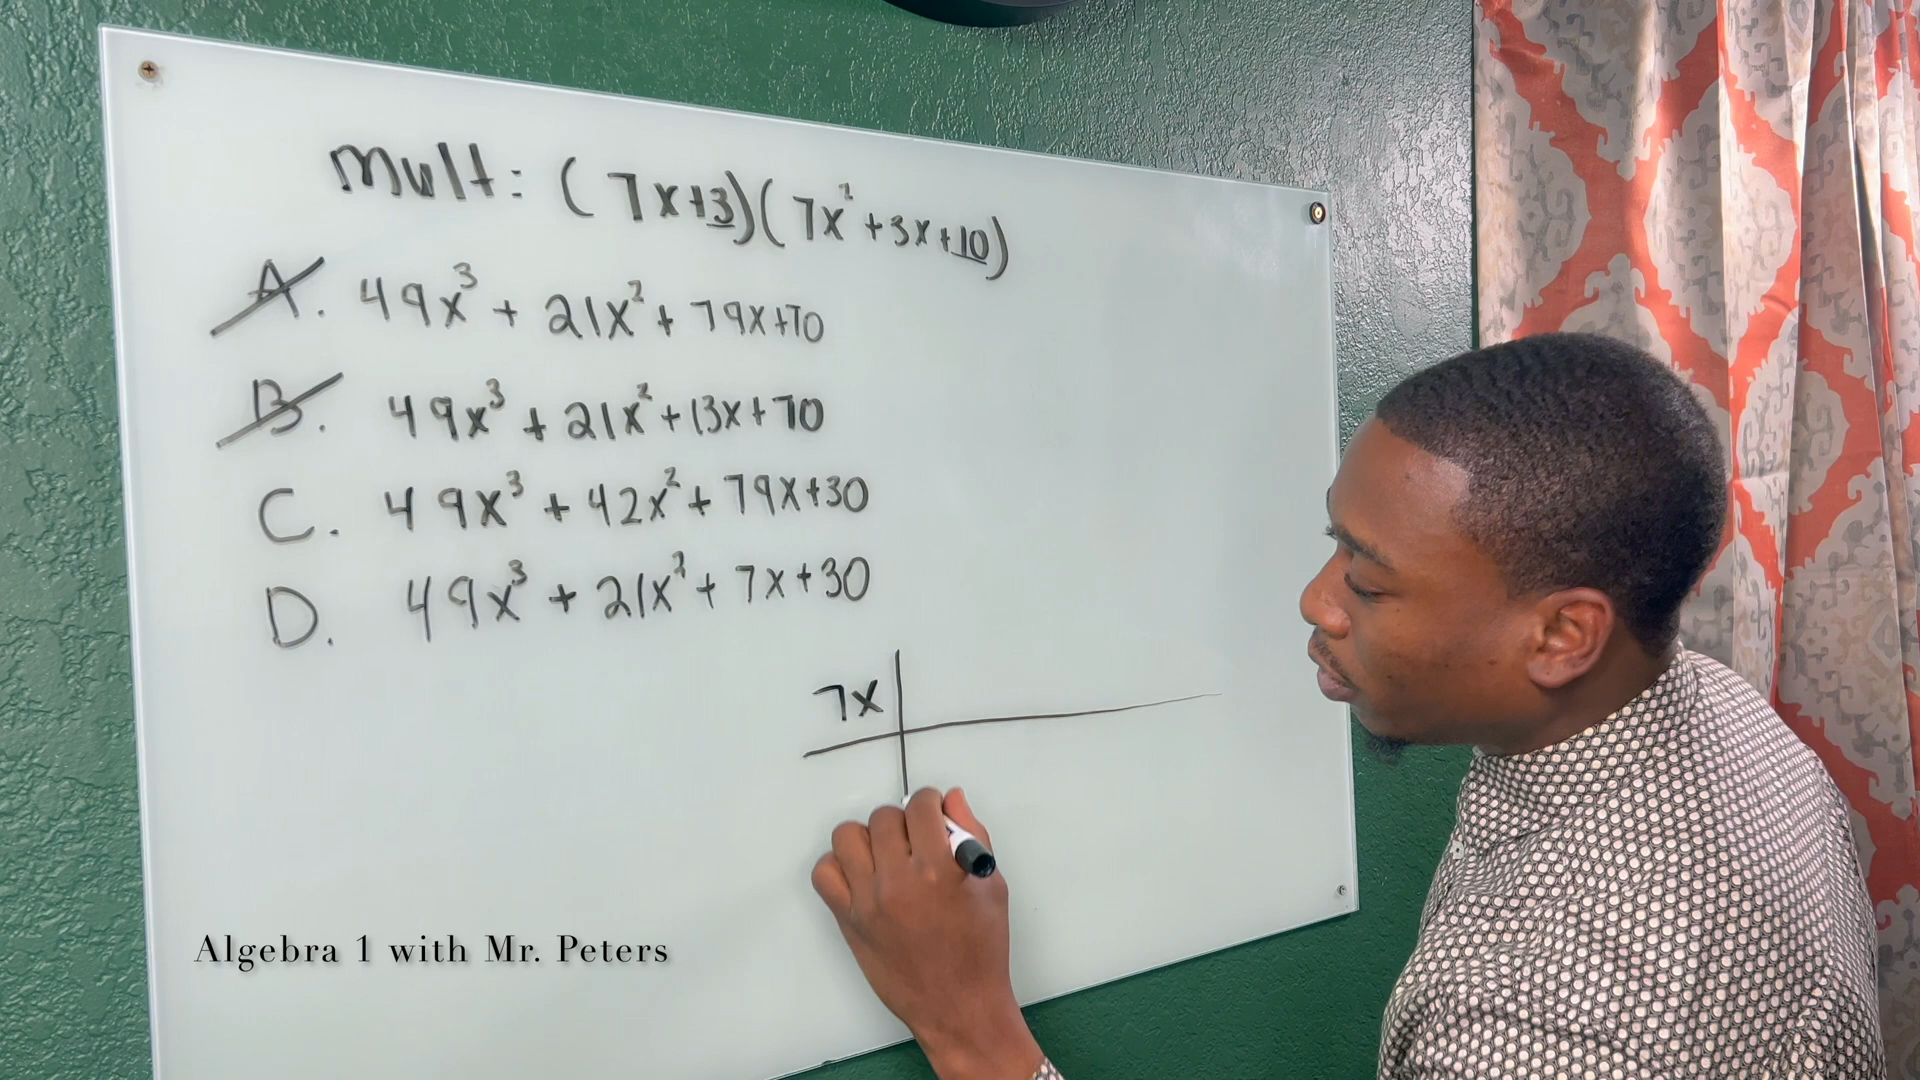 Mult: (7x+3)(7x²+3x+10)
A. 49x³ + 21x² + 79x+70
B. 49x³ + 21x² + 13x + 70
C. 49x³ + 42x² + 79x+30
D. 49x³ + 21x² + 7x+30
7x
Algebra 1 with Mr. Peters